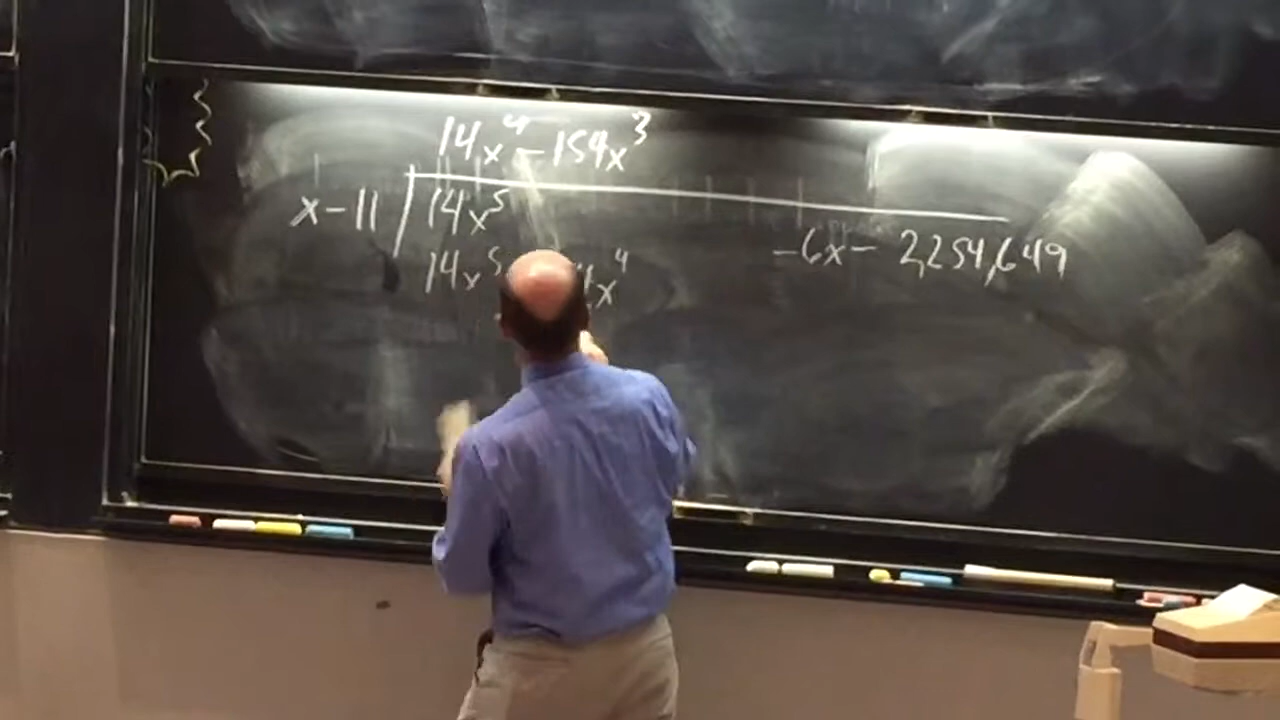 14x⁴ - 154x³
x - 11 14x⁵ -6x - 2,254,649
14x⁵ x⁴